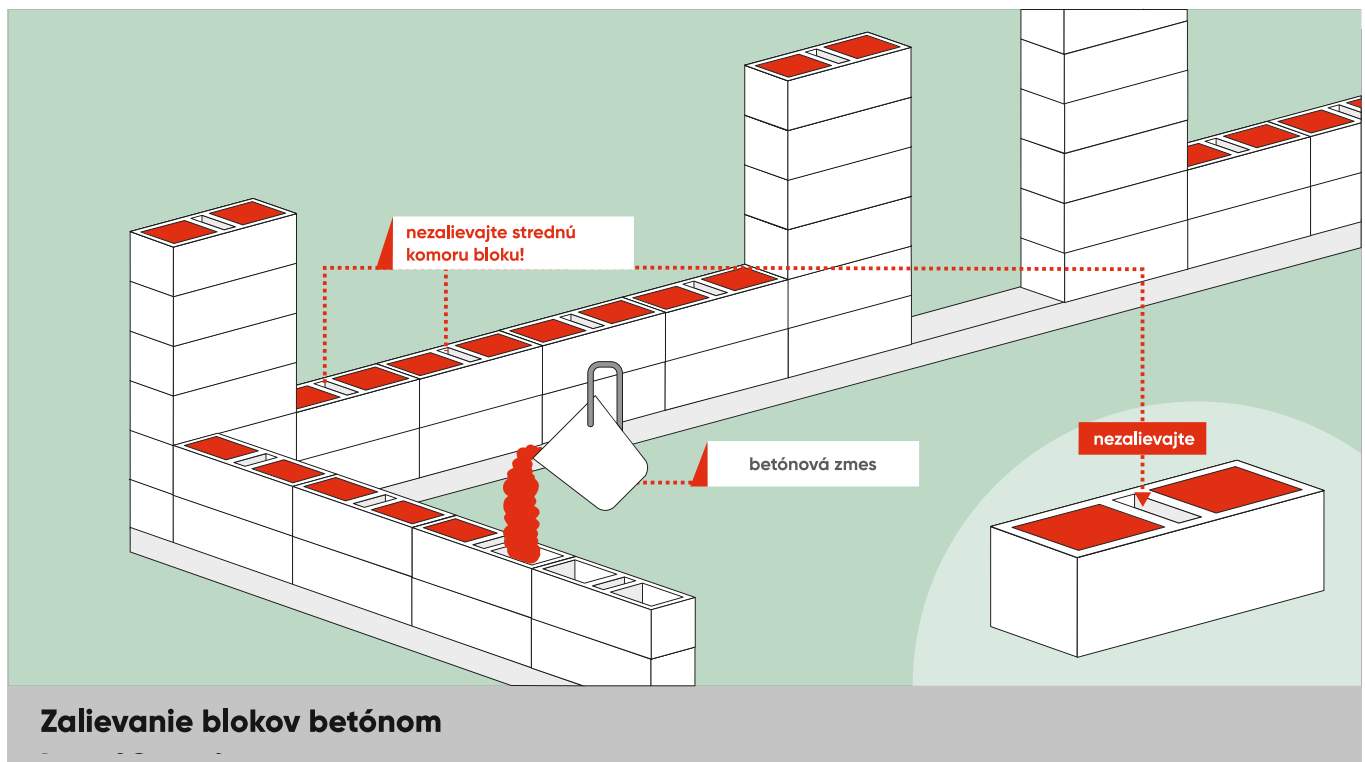 nezalievajte strednú
komoru bloku!
nezalievajte
betónová zmes
Zalievanie blokov betónom